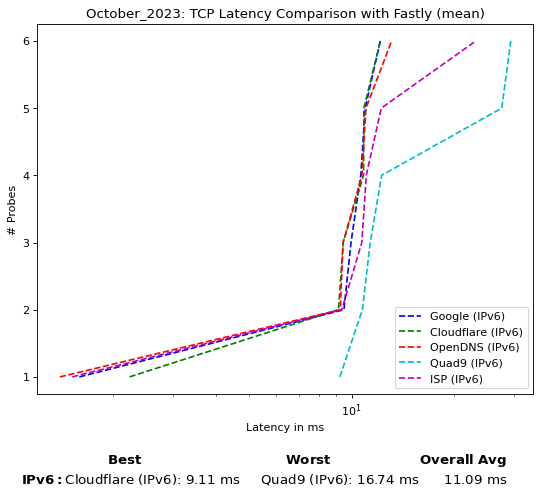 October_2023: TCP Latency Comparison with Fastly (mean)
6
5
4
3
2
1
# Probes
Google (IPv6)
Cloudflare (IPv6)
OpenDNS (IPv6)
Quad9 (IPv6)
ISP (IPv6)
10¹
Latency in ms
Best Worst Overall Avg
IPv6: Cloudflare (IPv6): 9.11 ms Quad9 (IPv6): 16.74 ms 11.09 ms